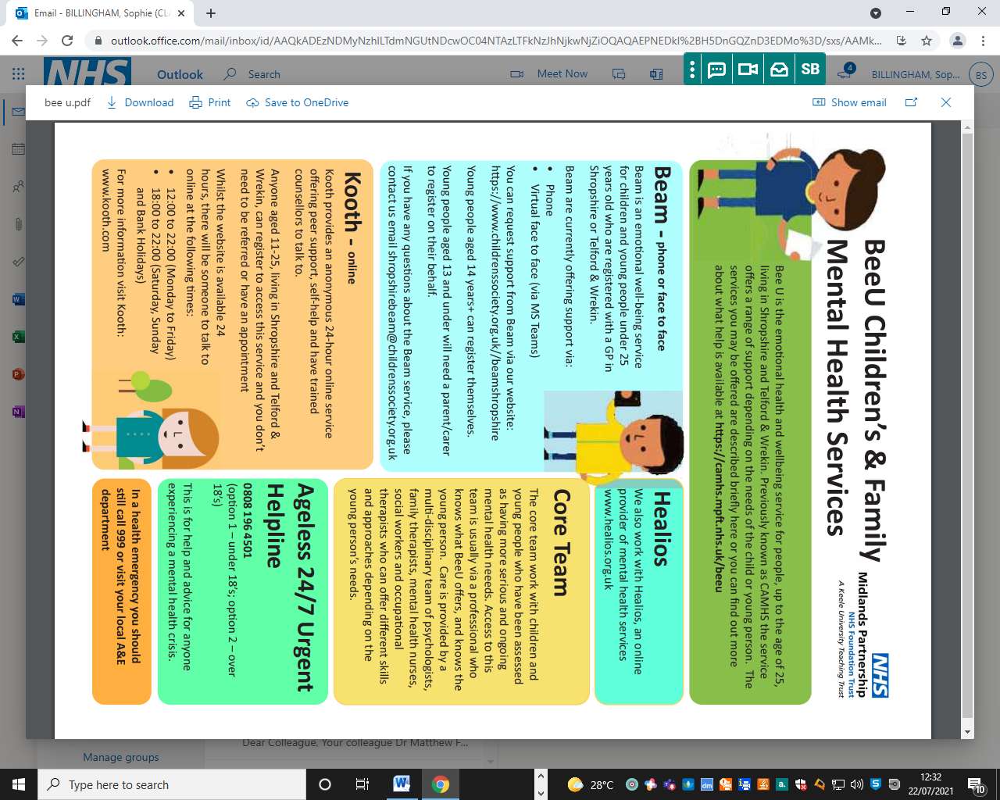 Email - BILLINGHAM, Sophie (CL
outlook.office.com/mail/inbox/id/
NHS
Outlook
Search
Meet Now
SB
4
BILLINGHAM, Sop...
BS
bee u.pdf
Download
Print
Save to OneDrive
Show email
BeeU Children's & Family
Mental Health Services
NHS
Midlands Partnership
NHS Foundation Trust
A Keele University Teaching Trust
Bee U is the emotional health and wellbeing service for people, up to the age of 25,
living in Shropshire and Telford & Wrekin. Previously known as CAMHS the service
offers a range of support depending on the needs of the child or young person. The
services you may be offered are described briefly here or you can find out more
about what help is available at https://camhs.mpft.nhs.uk/beeu
Beam - phone or face to face
Beam is an emotional well-being service
for children and young people under 25
years old who are registered with a GP in
Shropshire or Telford & Wrekin.
Beam are currently offering support via:
• Phone
• Virtual face to face (via MS Teams)
You can request support from Beam via our website:
https://www.childrenssociety.org.uk//beamshropshire
Young people aged 14 years+ can register themselves.
Young people aged 13 and under will need a parent/carer
to register on their behalf.
If you have any questions about the Beam service, please
contact us email shropshirebeam@childrenssociety.org.uk
Healios
We also work with Healios, an online
provider of mental health services
www.healios.org.uk
Core Team
The core team work with children and
young people who have been assessed
as having more serious and ongoing
mental health neeeds. Access to this
team is usually via a professional who
knows what BeeU offers, and knows the
young person. Care is provided by a
multi-disciplinary team of psychologists,
family therapists, mental health nurses,
social workers and occupational
therapists who can offer different skills
and approaches depending on the
young person's needs.
Kooth - online
Kooth provides an anonymous 24-hour online service
offering peer support, self-help and have trained
counsellors to talk to.
Anyone aged 11-25, living in Shropshire and Telford &
Wrekin, can register to access this service and you don't
need to be referred or have an appointment
Whilst the website is available 24
hours, there will be someone to talk to
online at the following times:
• 12:00 to 22:00 (Monday to Friday)
• 18:00 to 22:00 (Saturday, Sunday
and Bank Holidays)
For more information visit Kooth:
www.kooth.com
Ageless 24/7 Urgent
Helpline
0808 196 4501
(option 1 – under 18's; option 2 – over
18's)
This is for help and advice for anyone
experiencing a mental health crisis.
In a health emergency you should
still call 999 or visit your local A&E
department
Dear Colleague, Your colleague Dr Matthew F...
Manage groups
Type here to search
28°C
12:32
22/07/2021
10